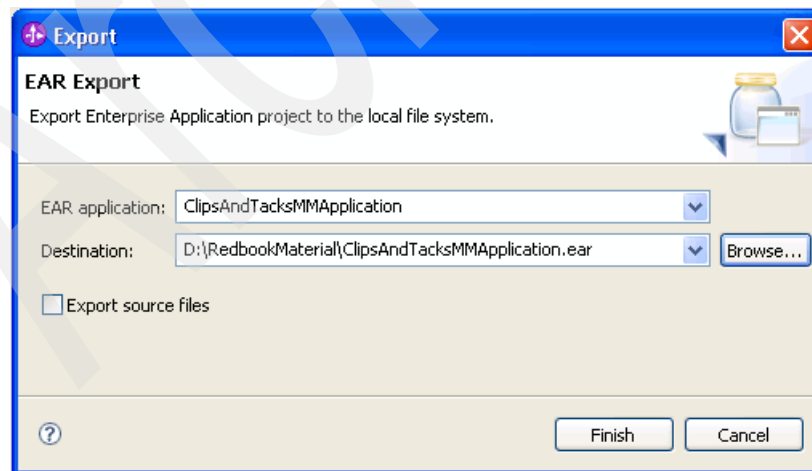 Export
EAR Export
Export Enterprise Application project to the local file system.
EAR application: ClipsAndTacksMMApplication
Destination: D:\RedbookMaterial\ClipsAndTacksMMApplication.ear Browse...
Export source files
? Finish Cancel